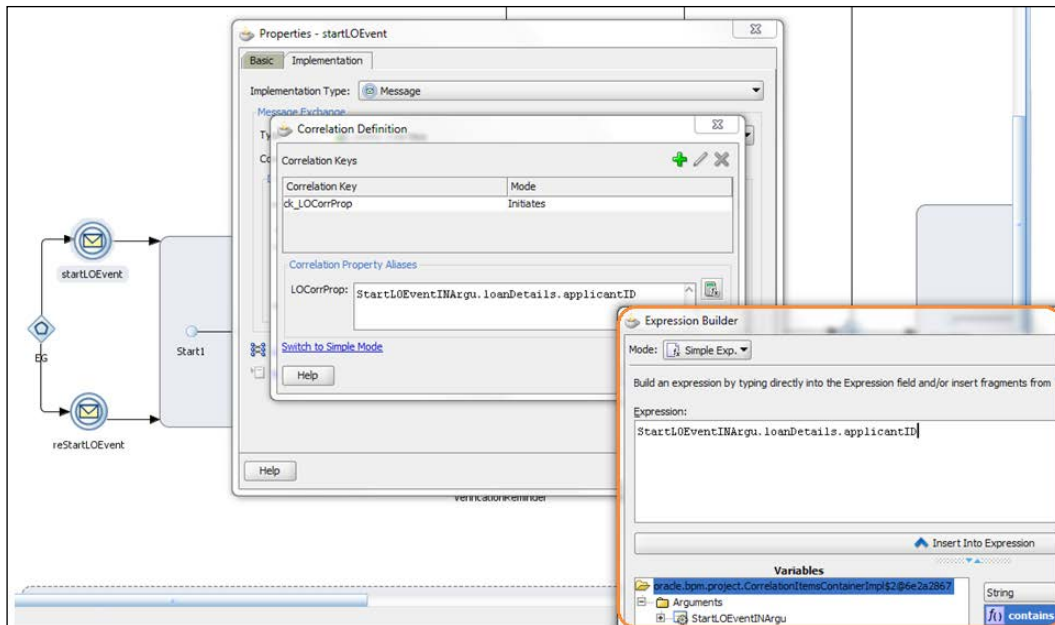 Properties - startLOEvent
Basic
Implementation
Implementation Type:
Message
Message Exchange
Correlation Definition
Correlation Keys
Correlation Key
Mode
ck_LOCorrProp
Initiates
Correlation Property Aliases
LOCorrProp:
StartLOEventINArgu.loanDetails.applicantID
Switch to Simple Mode
Help
Help
startLOEvent
EG
Start1
reStartLOEvent
Expression Builder
Mode:
Simple Exp.
Build an expression by typing directly into the Expression field and/or insert fragments from
Expression:
StartLOEventINArgu.loanDetails.applicantID
Insert Into Expression
Variables
oracle.bpm.project.CorrelationItemsContainerImpl$2@6e2a2867
Arguments
StartLOEventINArgu
String
f() contains